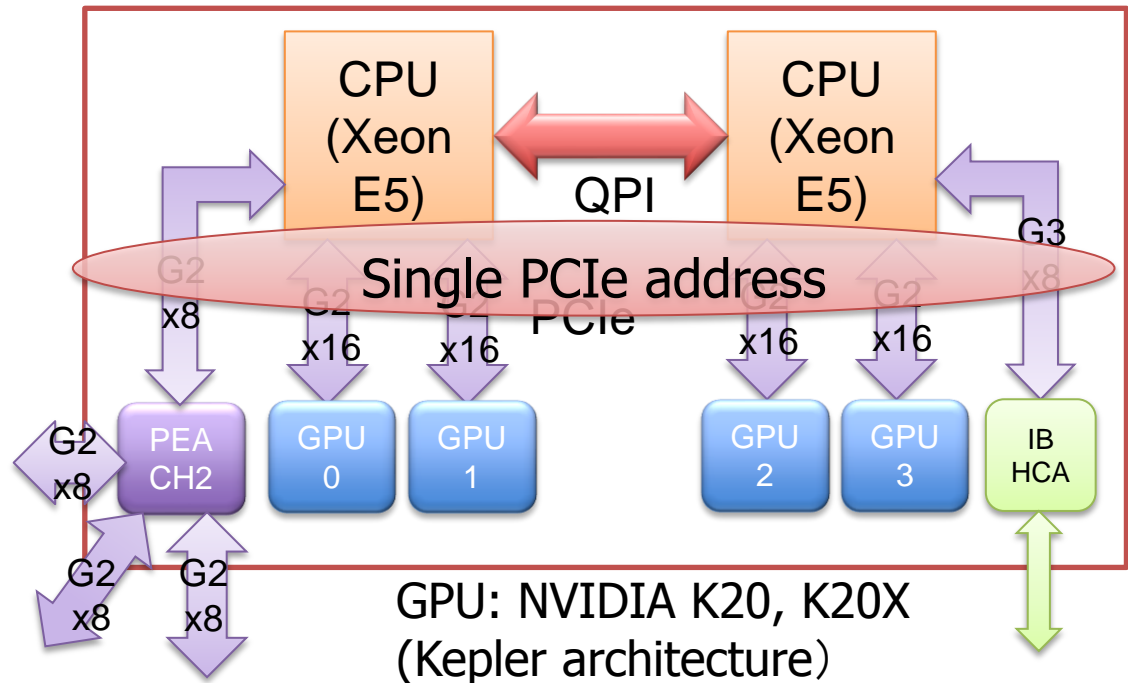 CPU
(Xeon
E5)
CPU
(Xeon
E5)
QPI
Single PCIe address
PCIe
G2
x8
G2
x16
G2
x16
G2
x16
G2
x16
G3
x8
PEA
CH2
GPU
0
GPU
1
GPU
2
GPU
3
IB
HCA
G2
x8
G2
x8
G2
x8
GPU: NVIDIA K20, K20X
(Kepler architecture）